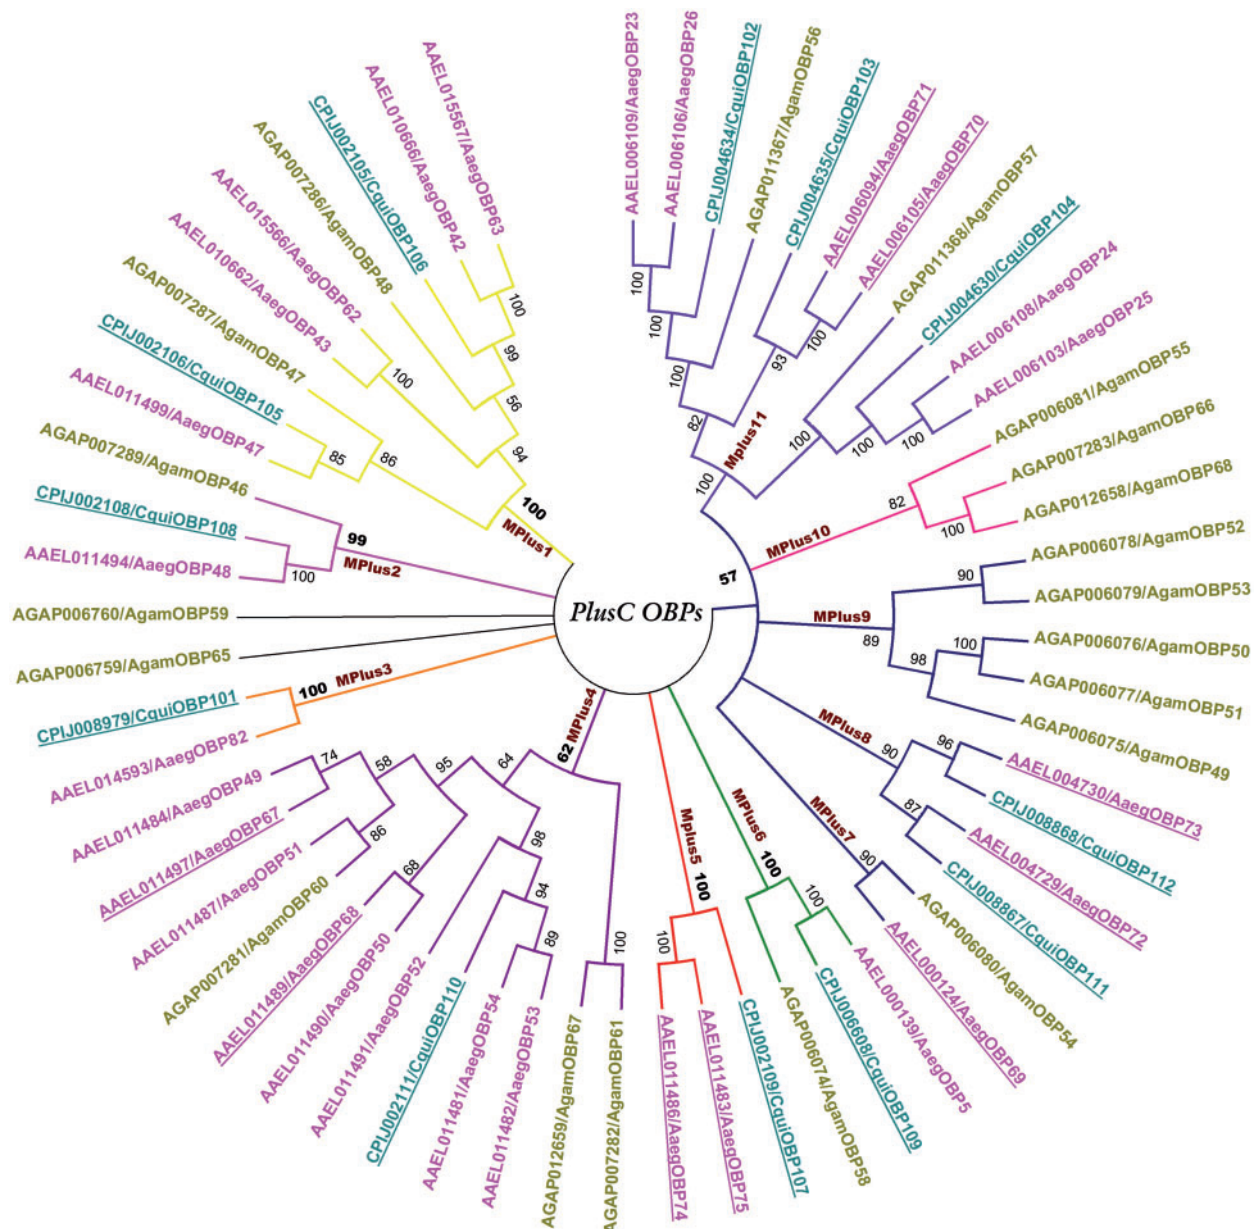 AAEL006109/AaegOBP23
AAEL006106/AaegOBP26
CPIJ004634/CquiOBP102
AGAP011367/AgamOBP56
CPIJ004635/CquiOBP103
AAEL006094/AaegOBP71
AAEL006105/AaegOBP70
AGAP011368/AgamOBP57
CPIJ004630/CquiOBP104
AAEL006108/AaegOBP24
AAEL006103/AaegOBP25
100
100
100
82
93
100
100
100
100
100
Mplus11
AGAP006081/AgamOBP55
AGAP007283/AgamOBP66
AGAP012658/AgamOBP68
82
100
MPlus10
57
AGAP006078/AgamOBP52
AGAP006079/AgamOBP53
AGAP006076/AgamOBP50
AGAP006077/AgamOBP51
AGAP006075/AgamOBP49
90
100
98
89
MPlus9
AAEL004730/AaegOBP73
CPIJ008868/CquiOBP112
AAEL004729/AaegOBP72
CPIJ008867/CquiOBP111
96
87
90
MPlus8
AGAP006080/AgamOBP54
AAEL000124/AaegOBP69
90
MPlus7
AAEL000139/AaegOBP5
CPIJ006608/CquiOBP109
AGAP006074/AgamOBP58
100
100
MPlus6
CPIJ002109/CquiOBP107
AAEL011483/AaegOBP75
AAEL011486/AaegOBP74
100
100
Mplus5
AGAP007282/AgamOBP61
AGAP012659/AgamOBP67
AAEL011482/AaegOBP53
AAEL011481/AaegOBP54
CPIJ002111/CquiOBP110
AAEL011491/AaegOBP52
AAEL011490/AaegOBP50
AAEL011489/AaegOBP68
AGAP007281/AgamOBP60
AAEL011487/AaegOBP51
AAEL011497/AaegOBP67
AAEL011484/AaegOBP49
100
89
94
98
64
68
95
86
58
74
62
MPlus4
AAEL014593/AaegOBP82
CPIJ008979/CquiOBP101
100
MPlus3
AGAP006759/AgamOBP65
AGAP006760/AgamOBP59
AAEL011494/AaegOBP48
CPIJ002108/CquiOBP108
AGAP007289/AgamOBP46
100
99
MPlus2
AAEL011499/AaegOBP47
CPIJ002106/CquiOBP105
AGAP007287/AgamOBP47
AAEL010662/AaegOBP43
AAEL015566/AaegOBP62
AGAP007286/AgamOBP48
CPIJ002105/CquiOBP106
AAEL010666/AaegOBP42
AAEL015567/AaegOBP63
85
86
100
100
99
56
94
100
MPlus1
PlusC OBPs